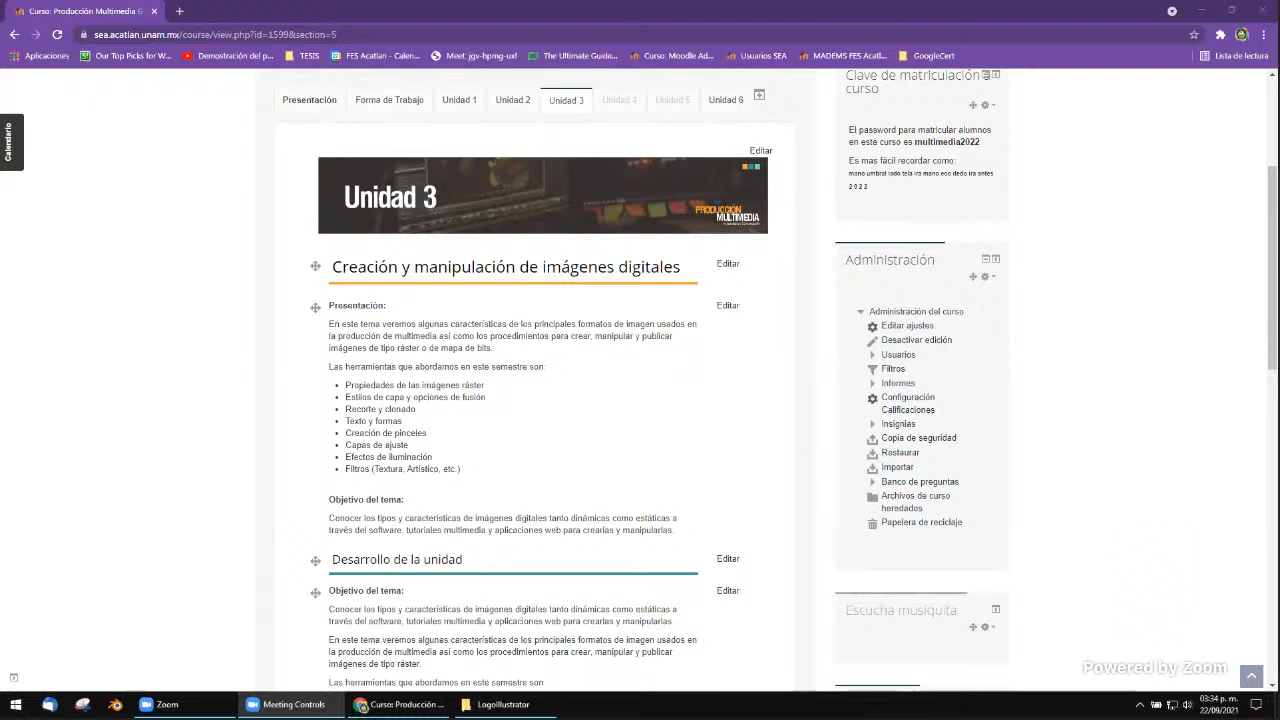 Curso: Producción Multimedia G
sea.acatlan.unam.mx/course/view.php?id=1599&section=5
Aplicaciones
Our Top Picks for W...
Demostración del p...
TESIS
FES Acatlan - Calen...
Meet: jgv-hpmg-uxf
The Ultimate Guide...
Curso: Moodle Ad...
Usuarios SEA
MADEMS FES Acatl...
GoogleCert
Lista de lectura
Calendario
Presentación
Forma de Trabajo
Unidad 1
Unidad 2
Unidad 3
Unidad 4
Unidad 5
Unidad 6
Editar
Unidad 3
PRODUCCIÓN
MULTIMEDIA
Creación y manipulación de imágenes digitales
Editar
Presentación:
Editar
En este tema veremos algunas características de los principales formatos de imagen usados en
la producción de multimedia así como los procedimientos para crear, manipular y publicar
imágenes de tipo ráster o de mapa de bits.
Las herramientas que abordamos en este semestre son:
Propiedades de las imágenes ráster
Estilos de capa y opciones de fusión
Recorte y clonado
Texto y formas
Creación de pinceles
Capas de ajuste
Efectos de iluminación
Filtros (Textura, Artístico, etc.)
Objetivo del tema:
Conocer los tipos y características de imágenes digitales tanto dinámicas como estáticas a
través del software, tutoriales multimedia y aplicaciones web para crearlas y manipularlas.
Desarrollo de la unidad
Editar
Objetivo del tema:
Editar
Conocer los tipos y características de imágenes digitales tanto dinámicas como estáticas a
través del software, tutoriales multimedia y aplicaciones web para crearlas y manipularlas.
En este tema veremos algunas características de los principales formatos de imagen usados en
la producción de multimedia así como los procedimientos para crear, manipular y publicar
imágenes de tipo ráster.
Las herramientas que abordamos en este semestre son
Clave de matriculación
curso
El password para matricular alumnos
en este curso es multimedia2022
Es mas fácil recordar como:
mano umbral lado tela ira mano eco dedo ira antes
2 0 2 2
Administración
Administración del curso
Editar ajustes
Desactivar edición
Usuarios
Filtros
Informes
Configuración
Calificaciones
Insignias
Copia de seguridad
Restaurar
Importar
Banco de preguntas
Archivos de curso
heredados
Papelera de reciclaje
Escucha musiquita
Powered by Zoom
Zoom
Meeting Controls
Curso: Producción ...
LogoIllustrator
03:34 p. m.
22/09/2021